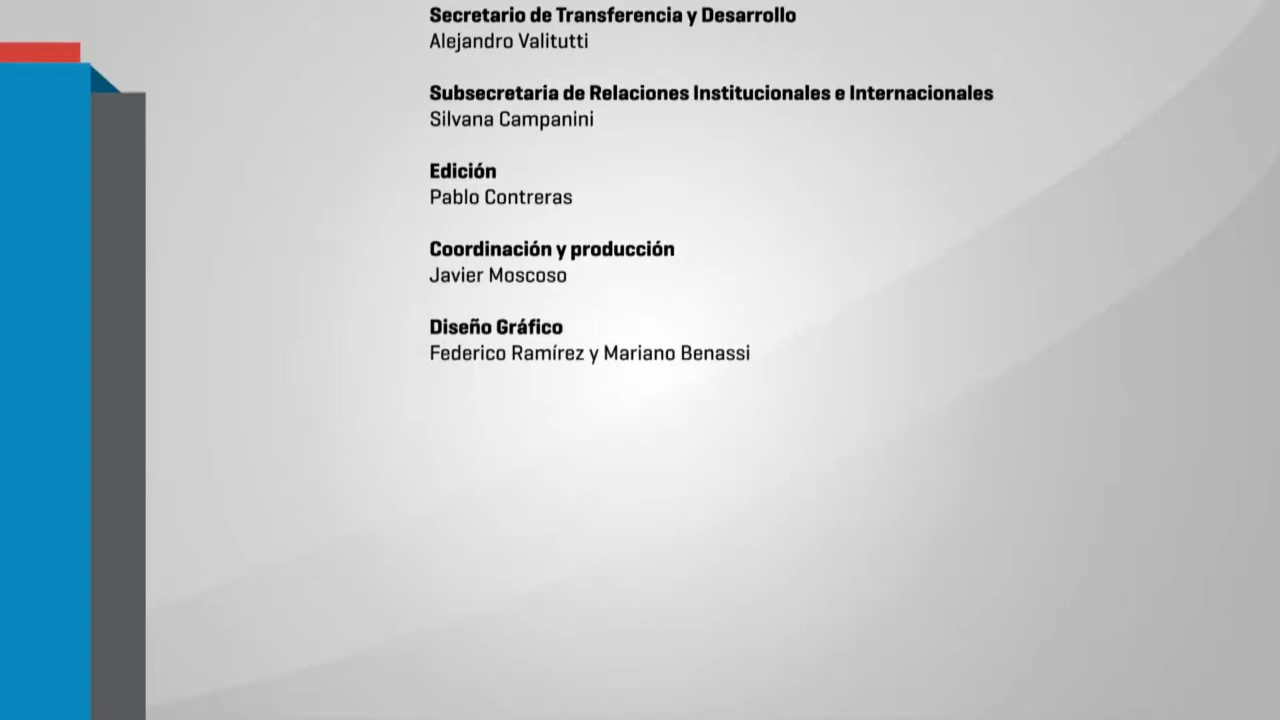 Secretario de Transferencia y Desarrollo
Alejandro Valitutti
Subsecretaria de Relaciones Institucionales e Internacionales
Silvana Campanini
Edición
Pablo Contreras
Coordinación y producción
Javier Moscoso
Diseño Gráfico
Federico Ramírez y Mariano Benassi